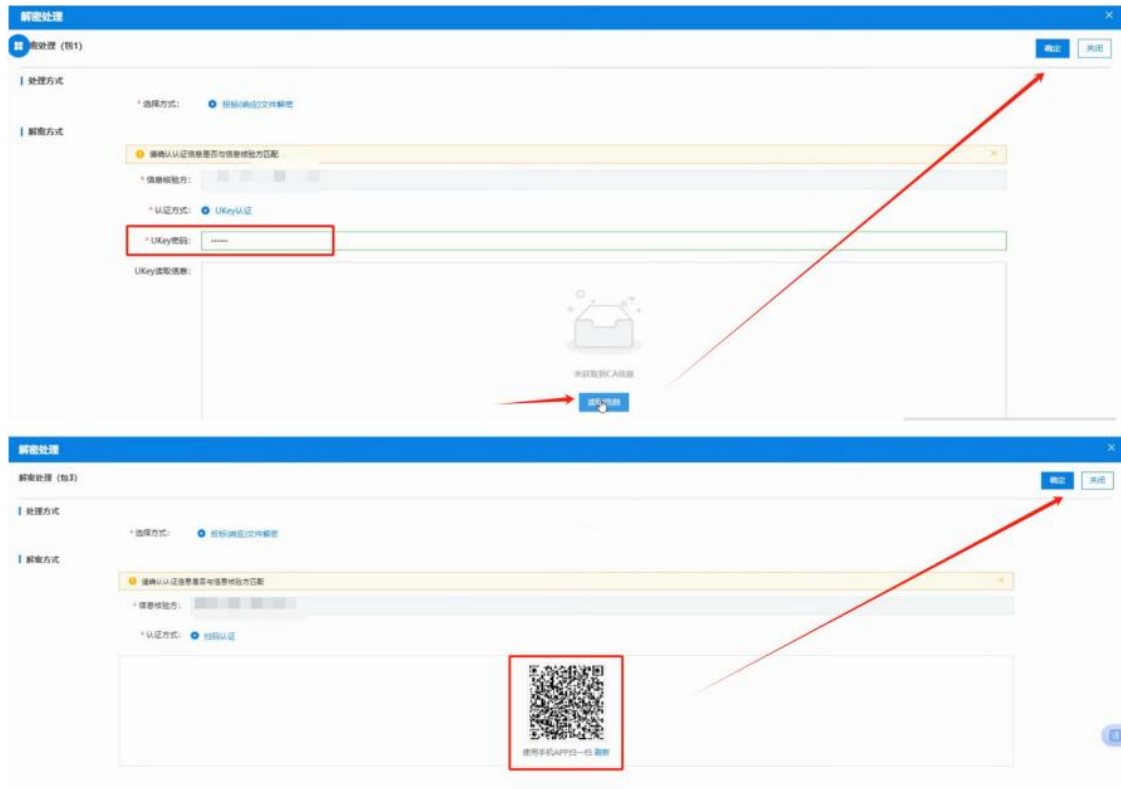 解密处理
密处理 (包1)
确定
关闭
处理方式
*选择方式:
投标(响应)文件解密
解密方式
请确认认证信息是否与信息核验方匹配
*信息核验方:
*认证方式:
UKey认证
*UKey密码:
••••••
UKey读取信息:
未获取到CA信息
读取信息
解密处理
解密处理 (包3)
确定
关闭
处理方式
*选择方式:
投标(响应)文件解密
解密方式
请确认认证信息是否与信息核验方匹配
*信息核验方:
*认证方式:
扫码认证
使用手机APP扫一扫 刷新